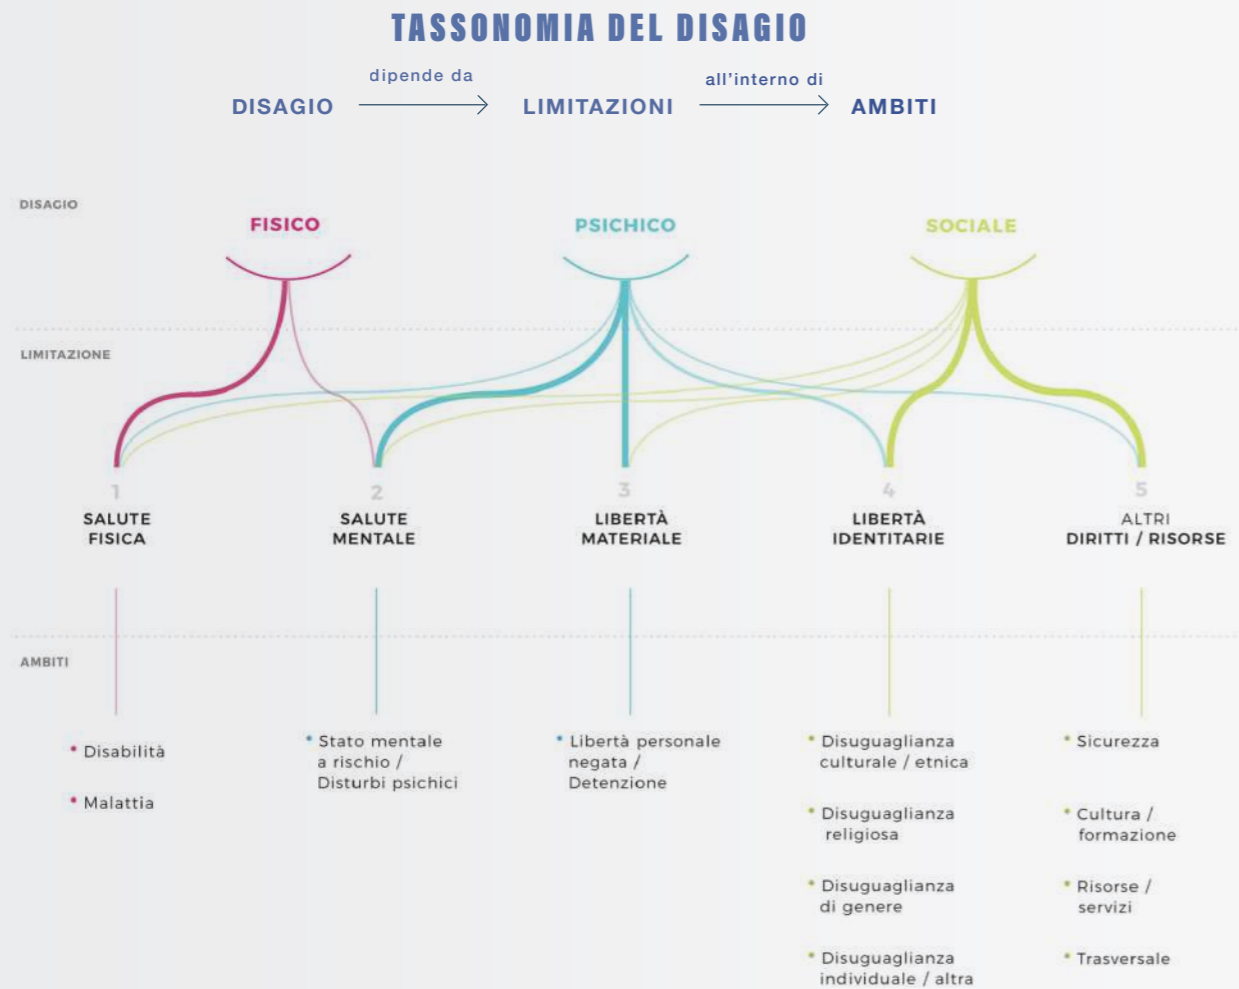 TASSONOMIA DEL DISAGIO
dipende da
all'interno di
DISAGIO
LIMITAZIONI
AMBITI
DISAGIO
FISICO
PSICHICO
SOCIALE
LIMITAZIONE
1
SALUTE
FISICA
2
SALUTE
MENTALE
3
LIBERTÀ
MATERIALE
4
LIBERTÀ
IDENTITARIE
5
ALTRI
DIRITTI / RISORSE
AMBITI
• Disabilità
• Malattia
• Stato mentale
a rischio /
Disturbi psichici
• Libertà personale
negata /
Detenzione
• Disuguaglianza
culturale / etnica
• Disuguaglianza
religiosa
• Disuguaglianza
di genere
• Disuguaglianza
individuale / altra
• Sicurezza
• Cultura /
formazione
• Risorse /
servizi
• Trasversale